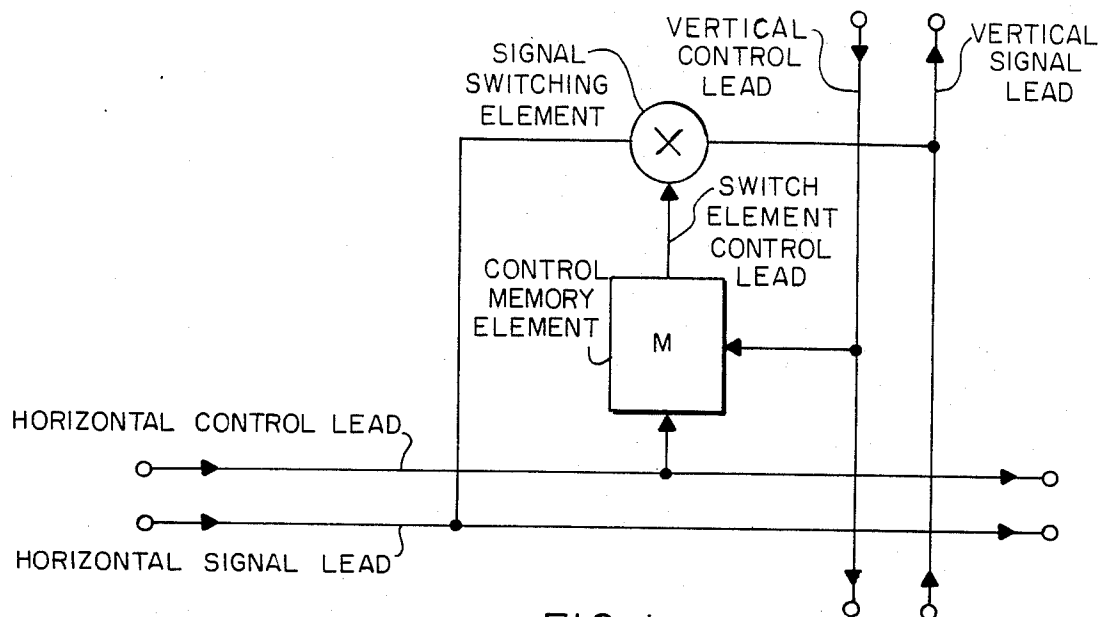 VERTICAL
CONTROL
LEAD
VERTICAL
SIGNAL
LEAD
SIGNAL
SWITCHING
ELEMENT
SWITCH
ELEMENT
CONTROL
LEAD
CONTROL
MEMORY
ELEMENT
M
HORIZONTAL CONTROL LEAD
HORIZONTAL SIGNAL LEAD